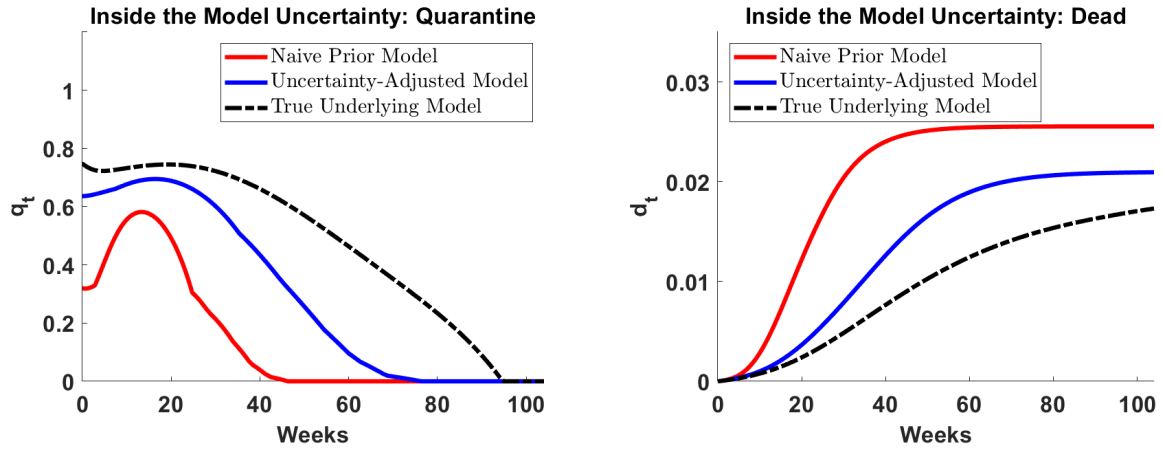 Inside the Model Uncertainty: Quarantine
Naive Prior Model
Uncertainty-Adjusted Model
True Underlying Model
1
0.8
0.6
0.4
0.2
0
q_t
0 20 40 60 80 100
Weeks
Inside the Model Uncertainty: Dead
Naive Prior Model
Uncertainty-Adjusted Model
True Underlying Model
0.03
0.02
0.01
0
d_t
0 20 40 60 80 100
Weeks